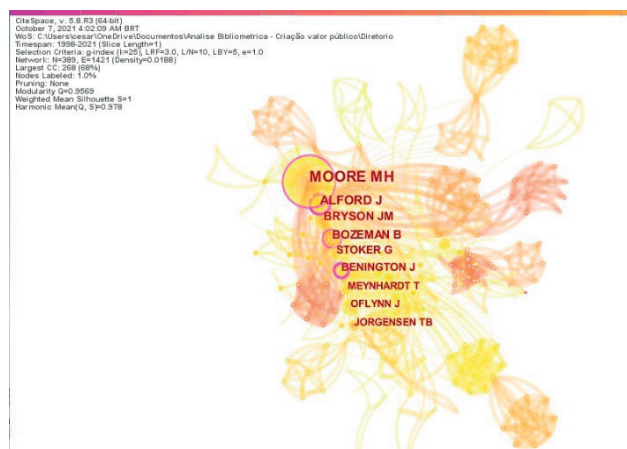 CiteSpace, v. 5.8.R3 (64-bit)
October 7, 2021 4:02:09 AM BRT
WoS: C:\Users\cesar\OneDrive\Documentos\Analise Bibliometrica - Criação valor público\Diretorio
Timespan: 1998-2021 (Slice Length=1)
Selection Criteria: g-index (k=25), LRF=3.0, L/N=10, LBY=5, e=1.0
Network: N=389, E=1421 (Density=0.0188)
Largest CC: 268 (68%)
Nodes Labeled: 1.0%
Pruning: None
Modularity Q=0.9569
Weighted Mean Silhouette S=1
Harmonic Mean(Q, S)=0.978
MOORE MH
ALFORD J
BRYSON JM
BOZEMAN B
STOKER G
BENINGTON J
MEYNHARDT T
OFLYNN J
JORGENSEN TB